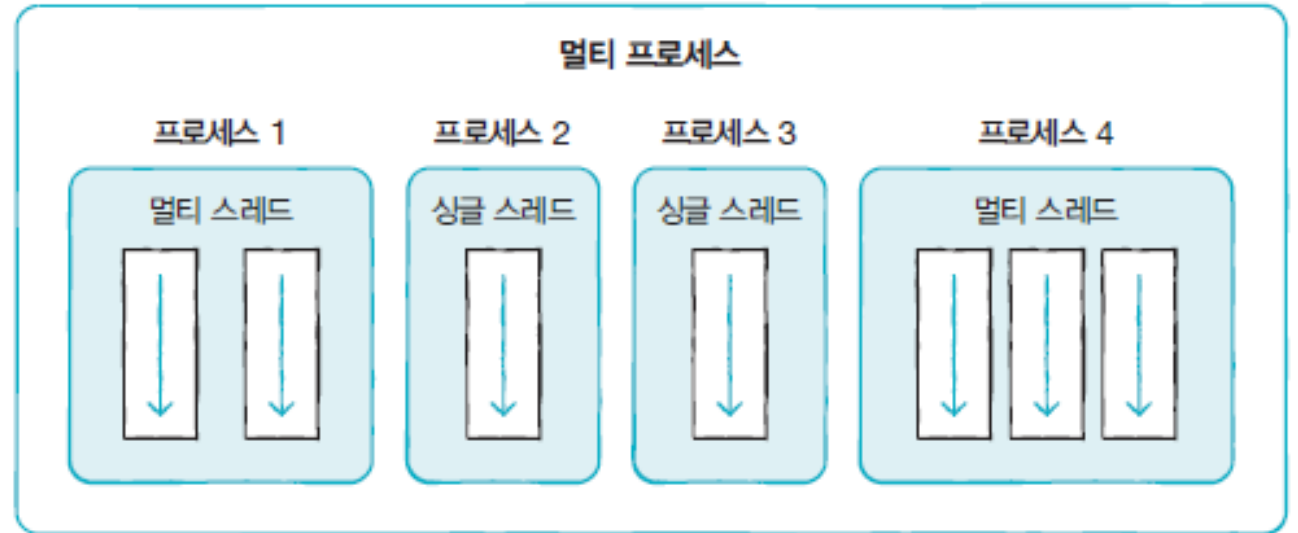 멀티 프로세스
프로세스 1 프로세스 2 프로세스 3 프로세스 4
멀티 스레드 싱글 스레드 싱글 스레드 멀티 스레드